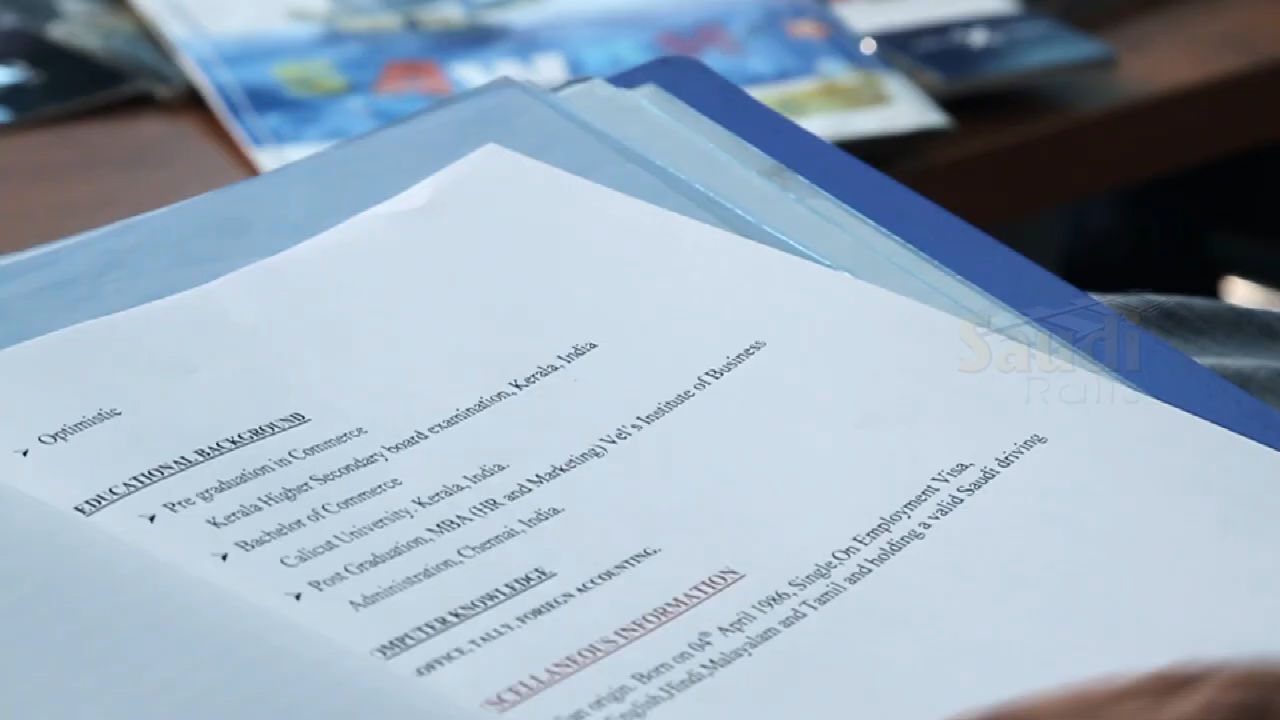 Optimistic
EDUCATIONAL BACKGROUND
Pre graduation in Commerce
Kerala Higher Secondary board examination, Kerala, India
Bachelor of Commerce
Calicut University. Kerala, India.
Post Graduation, MBA (HR and Marketing) Vel's Institute of Business
Administration, Chennai, India.
OMPUTER KNOWLEDGE
OFFICE, TALLY, FORIEGN ACCOUNTING.
SCELLANEOUS INFORMATION
origin. Born on 04th April 1986, Single,On Employment Visa,
English,Hindi,Malayalam and Tamil and holding a valid Saudi driving
Saudi